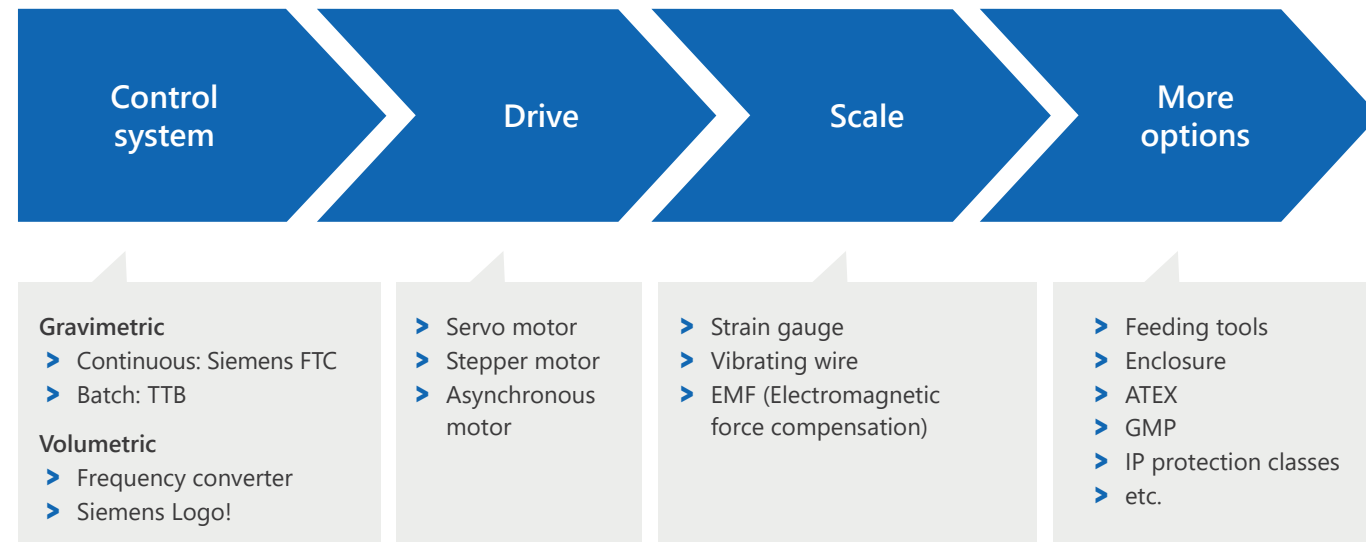 Control
system
Drive
Scale
More
options
Gravimetric
> Continuous: Siemens FTC
> Batch: TTB
Volumetric
> Frequency converter
> Siemens Logo!
> Servo motor
> Stepper motor
> Asynchronous
motor
> Strain gauge
> Vibrating wire
> EMF (Electromagnetic
force compensation)
> Feeding tools
> Enclosure
> ATEX
> GMP
> IP protection classes
> etc.